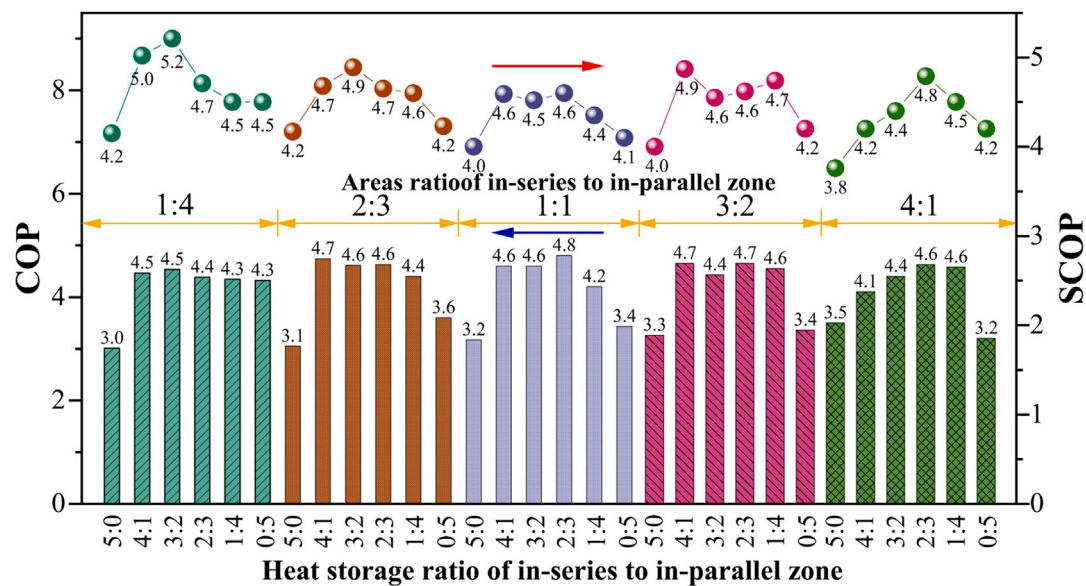 8
6
4
2
0
COP
5
4
3
2
1
0
SCOP
4.2 5.0 5.2 4.7 4.5 4.5 4.2 4.7 4.9 4.7 4.6 4.2 4.0 4.6 4.5 4.6 4.4 4.1 4.0 4.9 4.6 4.6 4.7 4.2 3.8 4.2 4.4 4.8 4.5 4.2
Areas ratioof in-series to in-parallel zone
1:4 2:3 1:1 3:2 4:1
3.0 4.5 4.5 4.4 4.3 4.3 3.1 4.7 4.6 4.6 4.4 3.6 3.2 4.6 4.6 4.8 4.2 3.4 3.3 4.7 4.4 4.7 4.6 3.4 3.5 4.1 4.4 4.6 4.6 3.2
5:0 4:1 3:2 2:3 1:4 0:5 5:0 4:1 3:2 2:3 1:4 0:5 5:0 4:1 3:2 2:3 1:4 0:5 5:0 4:1 3:2 2:3 1:4 0:5 5:0 4:1 3:2 2:3 1:4 0:5
Heat storage ratio of in-series to in-parallel zone